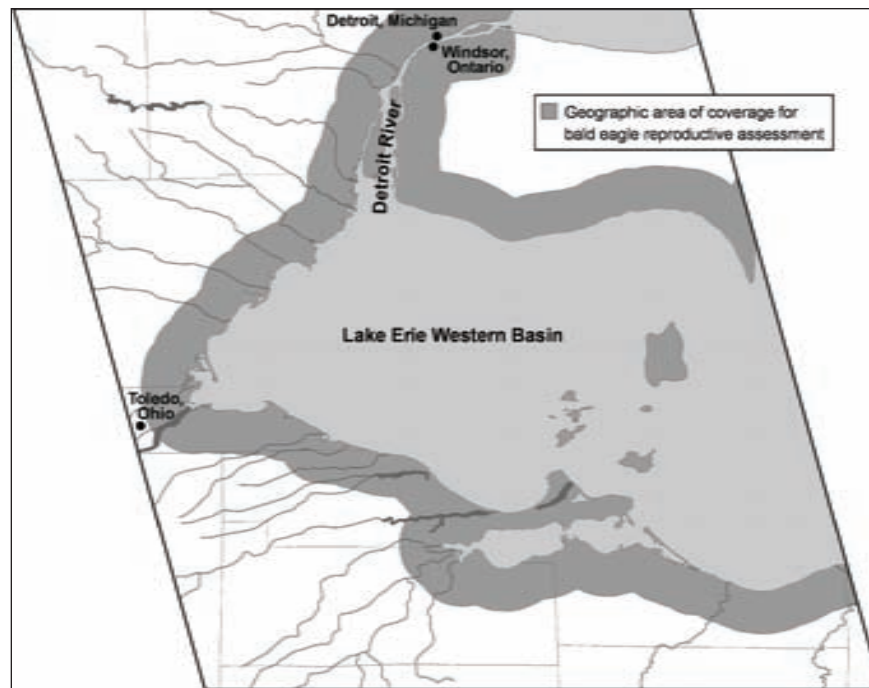 Detroit, Michigan
Windsor,
Ontario
Geographic area of coverage for
bald eagle reproductive assessment
Detroit River
Lake Erie Western Basin
Toledo,
Ohio